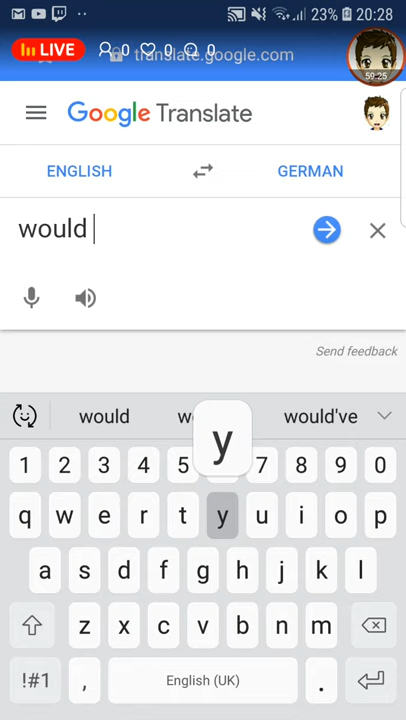 23% 20:28
LIVE 0 0 0
translate.google.com
59:25
Google Translate
ENGLISH GERMAN
would
Send feedback
would would've
y
1 2 3 4 5 7 8 9 0
q w e r t y u i o p
a s d f g h j k l
z x c v b n m
!#1 , English (UK) .